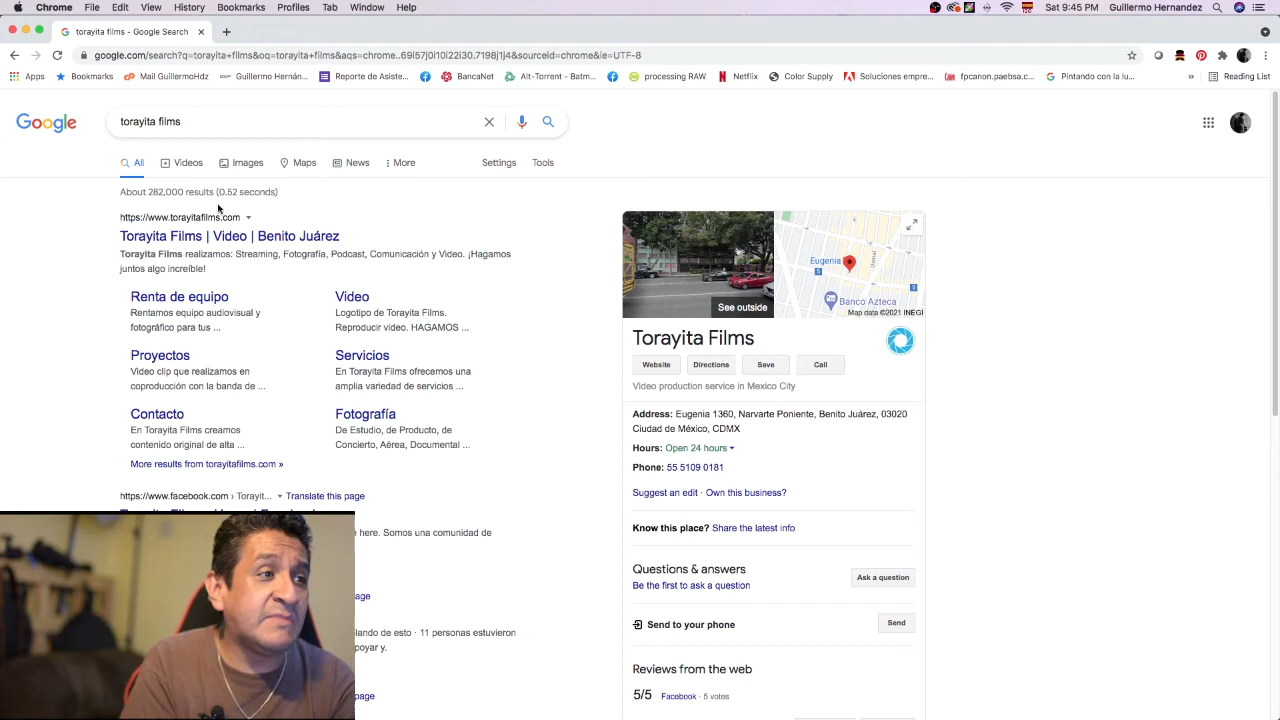 Chrome File Edit View History Bookmarks Profiles Tab Window Help
Sat 9:45 PM Guillermo Hernandez
torayita films - Google Search
google.com/search?q=torayita+films&oq=torayita+films&aqs=chrome..69i57j0i10i22i30.7198j1j4&sourceid=chrome&ie=UTF-8
Apps Bookmarks Mail GuillermoHdz Guillermo Hernán... Reporte de Asiste... BancaNet Alt-Torrent - Batm... processing RAW Netflix Color Supply Soluciones empre... fpcanon.paebsa.c... Pintando con la lu... » Reading List
Google
torayita films
All Videos Images Maps News More Settings Tools
About 282,000 results (0.52 seconds)
https://www.torayitafilms.com
Torayita Films | Video | Benito Juárez
Torayita Films realizamos: Streaming, Fotografía, Podcast, Comunicación y Video. ¡Hagamos
juntos algo increíble!
Renta de equipo
Rentamos equipo audiovisual y
fotográfico para tus ...
Video
Logotipo de Torayita Films.
Reproducir video. HAGAMOS ...
Proyectos
Video clip que realizamos en
coproducción con la banda de ...
Servicios
En Torayita Films ofrecemos una
amplia variedad de servicios ...
Contacto
En Torayita Films creamos
contenido original de alta ...
Fotografía
De Estudio, de Producto, de
Concierto, Aérea, Documental ...
More results from torayitafilms.com »
https://www.facebook.com › Torayit... Translate this page
here. Somos una comunidad de
age
lando de esto · 11 personas estuvieron
poyar y.
page
See outside
Eugenia
Banco Azteca
Map data ©2021 INEGI
Torayita Films
Website Directions Save Call
Video production service in Mexico City
Address: Eugenia 1360, Narvarte Poniente, Benito Juárez, 03020
Ciudad de México, CDMX
Hours: Open 24 hours
Phone: 55 5109 0181
Suggest an edit · Own this business?
Know this place? Share the latest info
Questions & answers
Be the first to ask a question
Ask a question
Send to your phone
Send
Reviews from the web
5/5 Facebook · 5 votes